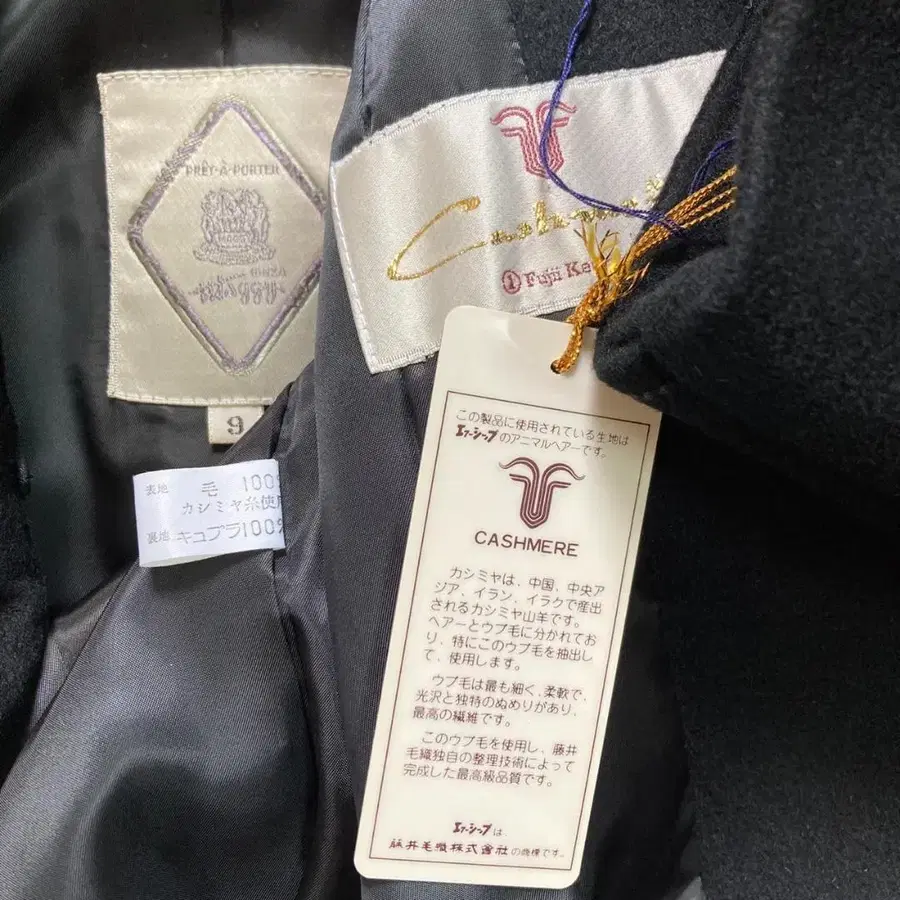 PRÊT-À-PORTER
GINZA
9
表地 毛 100%
カシミヤ糸使用
裏地 キュプラ100%
Fujii Ke
この製品に使用されている生地は
エアーシップのアニマルヘアーです。
CASHMERE
カシミヤは、中国、中央ア
ジア、イラン、イラクで産出
されるカシミヤ山羊です。
ヘアーとウブ毛に分かれてお
り、特にこのウブ毛を抽出し
て、使用します。
ウブ毛は最も細く、柔軟で、
光沢と独特のぬめりがあり、
最高の繊維です。
このウブ毛を使用し、藤井
毛織独自の整理技術によって
完成した最高級品質です。
エアーシップは、
藤井毛織株式会社の商標です。